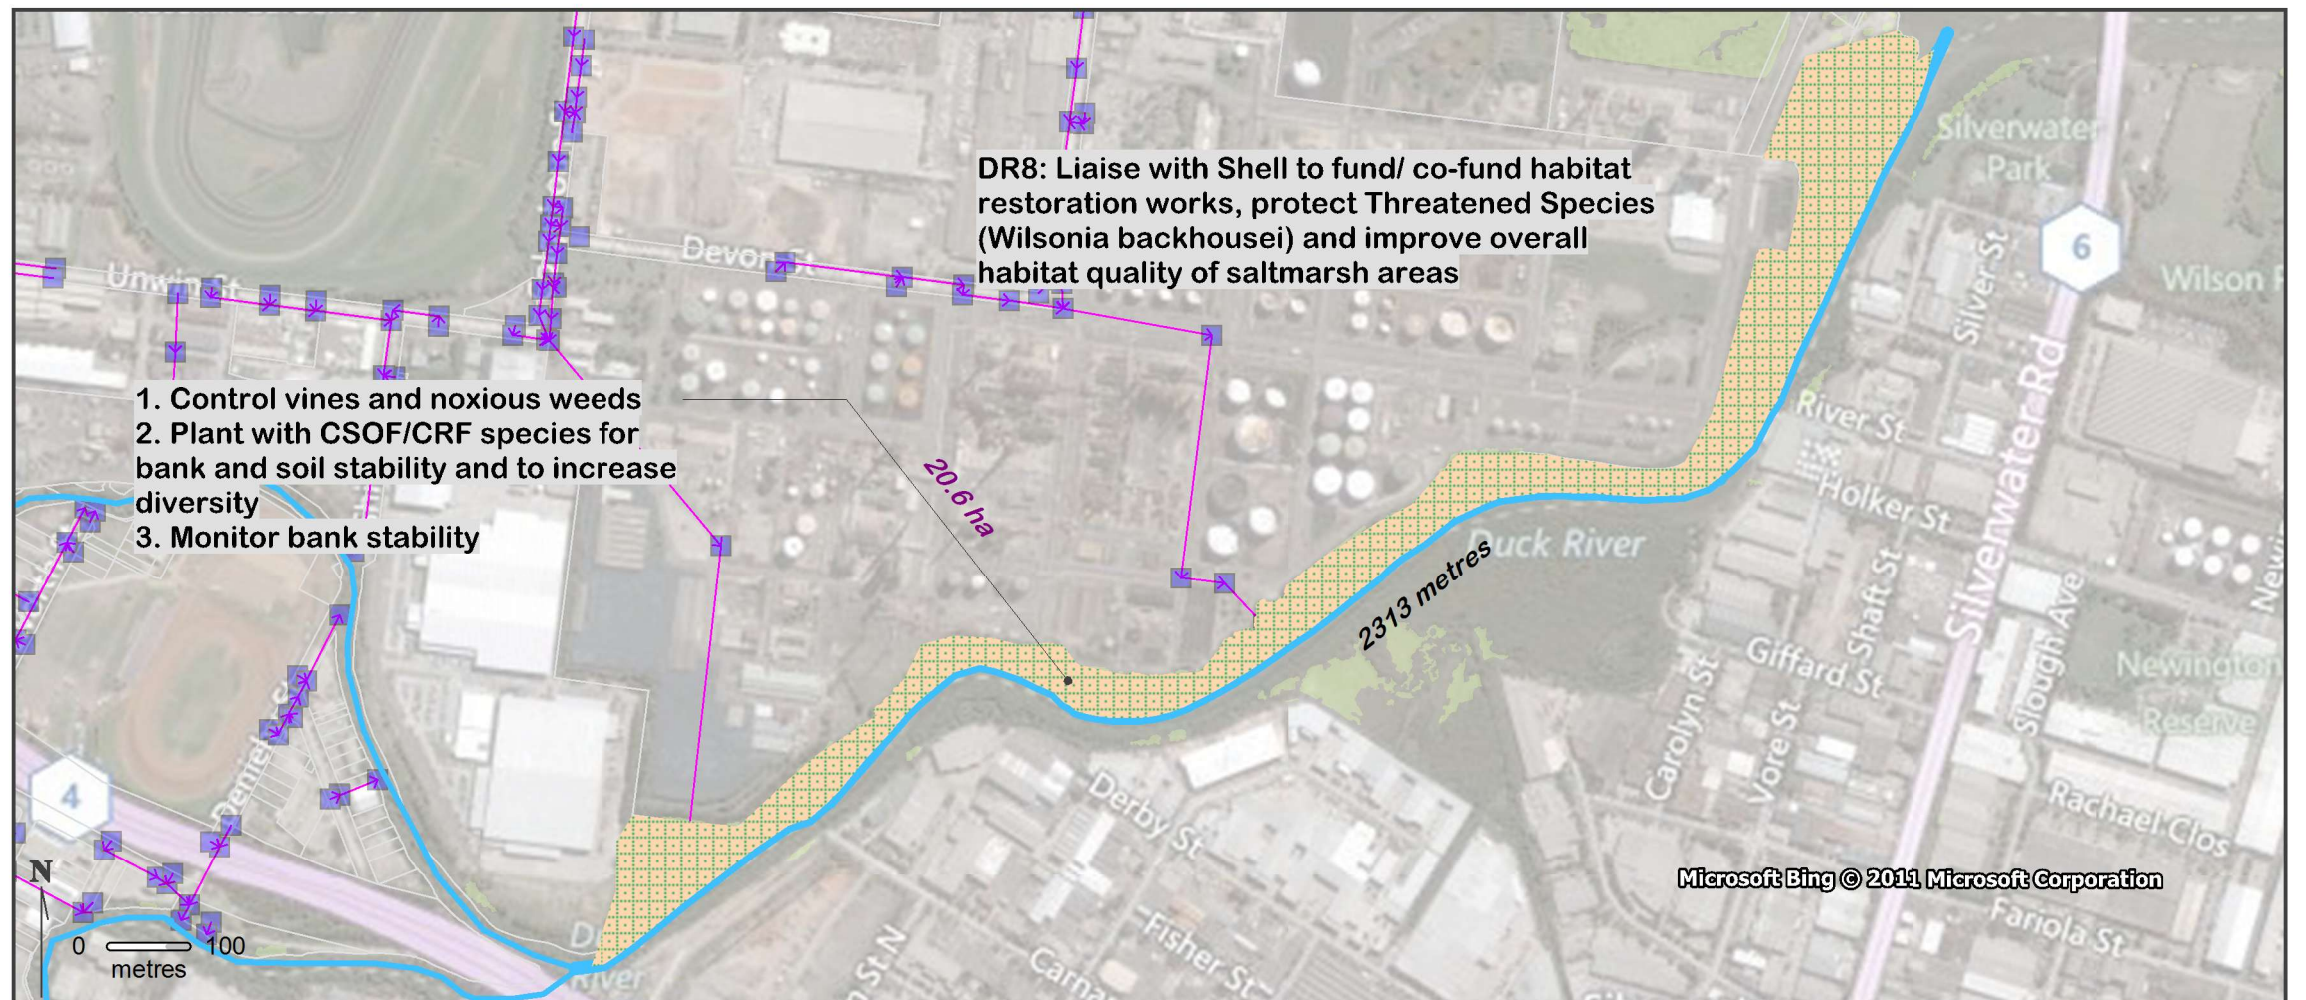 DR8: Liaise with Shell to fund/ co-fund habitat
restoration works, protect Threatened Species
(Wilsonia backhousei) and improve overall
habitat quality of saltmarsh areas
Silverwater
Park
6
Wilson
Silver St
Unwin St
Devon St
1. Control vines and noxious weeds
2. Plant with CSOF/CRF species for
bank and soil stability and to increase
diversity
3. Monitor bank stability
20.6 ha
2313 metres
Duck River
River St
Holker St
Silverwater Rd
Shaft St
Giffard St
Carolyn St
Vore St
Slough Ave
Newington
Reserve
Rachael Clos
4
Derby St
Fisher St
Microsoft Bing © 2011 Microsoft Corporation
Fariola St
N
0 100
metres
River
St N